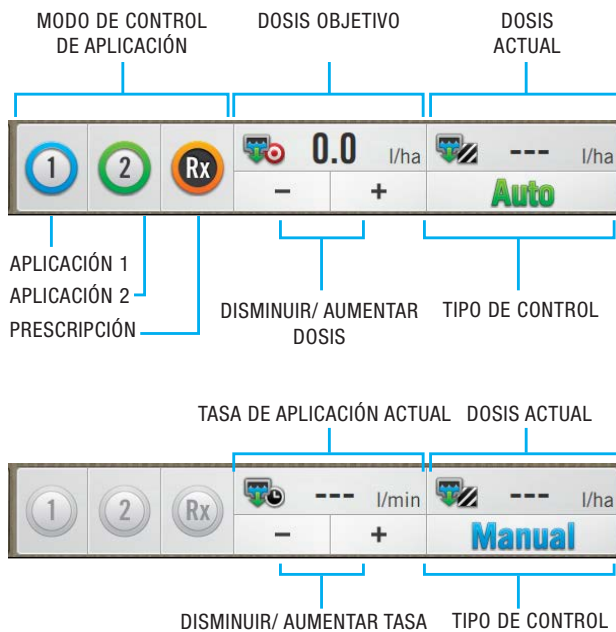 MODO DE CONTROL
DE APLICACIÓN
DOSIS OBJETIVO
DOSIS
ACTUAL
1
2
Rx
0.0 l/ha
--- l/ha
− +
Auto
APLICACIÓN 1
APLICACIÓN 2
PRESCRIPCIÓN
DISMINUIR/ AUMENTAR
DOSIS
TIPO DE CONTROL
TASA DE APLICACIÓN ACTUAL
DOSIS ACTUAL
1
2
Rx
--- l/min
--- l/ha
− +
Manual
DISMINUIR/ AUMENTAR TASA
TIPO DE CONTROL